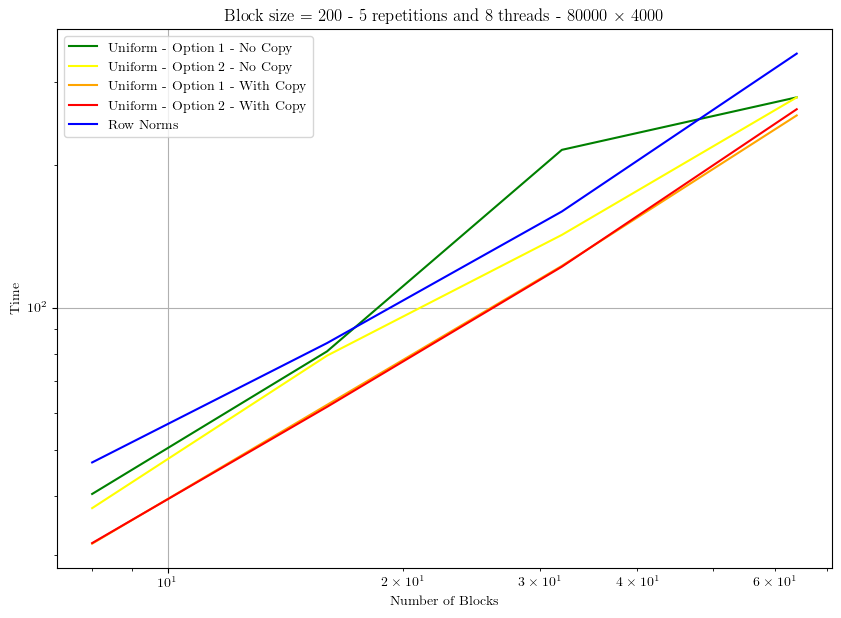 Block size = 200 - 5 repetitions and 8 threads - 80000 × 4000
Uniform - Option 1 - No Copy
Uniform - Option 2 - No Copy
Uniform - Option 1 - With Copy
Uniform - Option 2 - With Copy
Row Norms
Time
10²
10¹
2 × 10¹
3 × 10¹
4 × 10¹
6 × 10¹
Number of Blocks